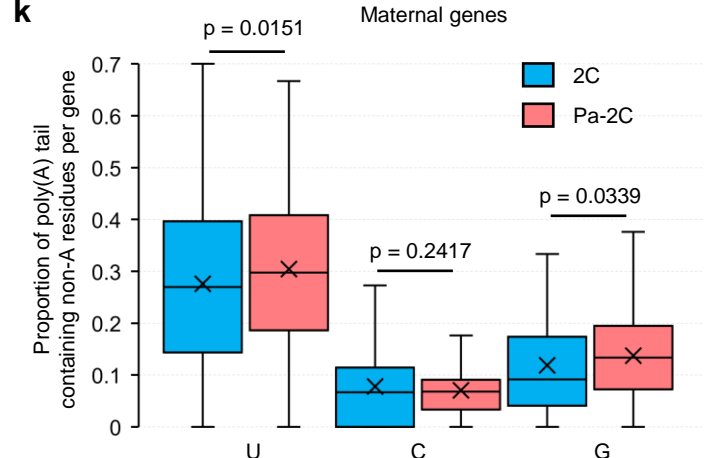 k
Maternal genes
p = 0.0151
2C
Pa-2C
p = 0.0339
p = 0.2417
Proportion of poly(A) tail
containing non-A residues per gene
0.7
0.6
0.5
0.4
0.3
0.2
0.1
0
U
C
G